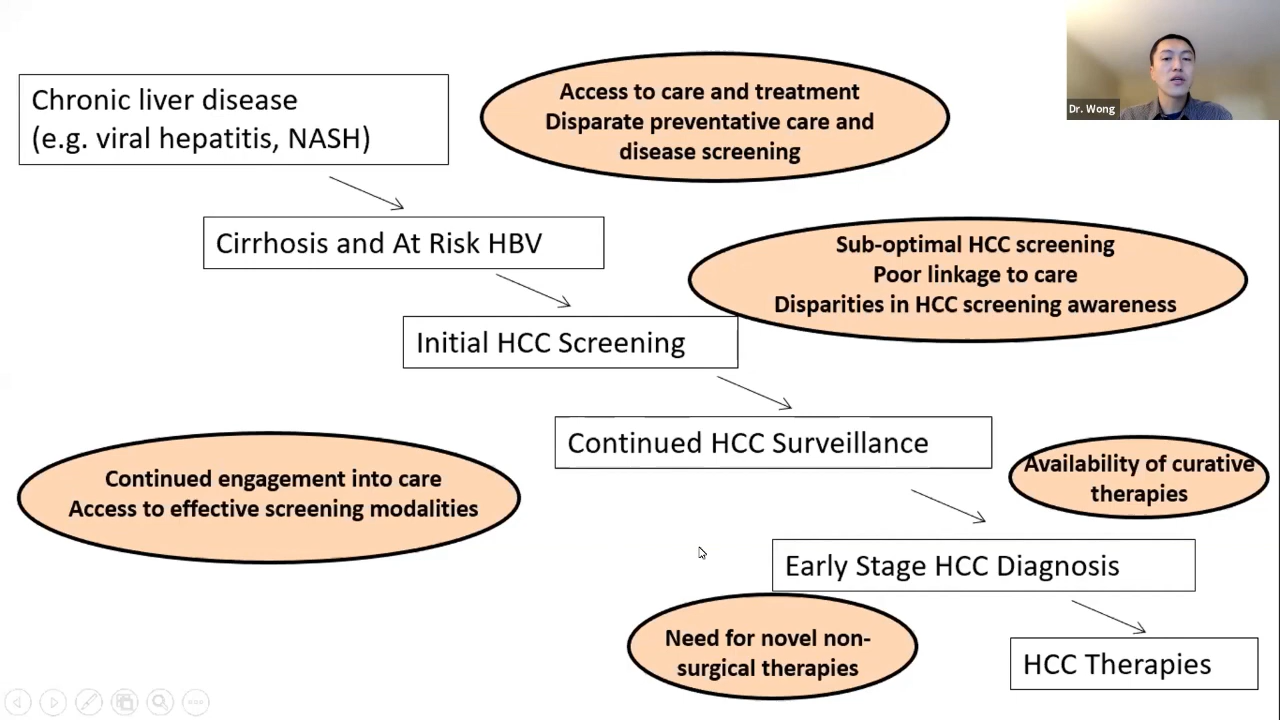 Chronic liver disease
(e.g. viral hepatitis, NASH)
Access to care and treatment
Disparate preventative care and
disease screening
Dr. Wong
Cirrhosis and At Risk HBV
Sub-optimal HCC screening
Poor linkage to care
Disparities in HCC screening awareness
Initial HCC Screening
Continued HCC Surveillance
Continued engagement into care
Access to effective screening modalities
Availability of curative
therapies
Early Stage HCC Diagnosis
Need for novel non-
surgical therapies
HCC Therapies